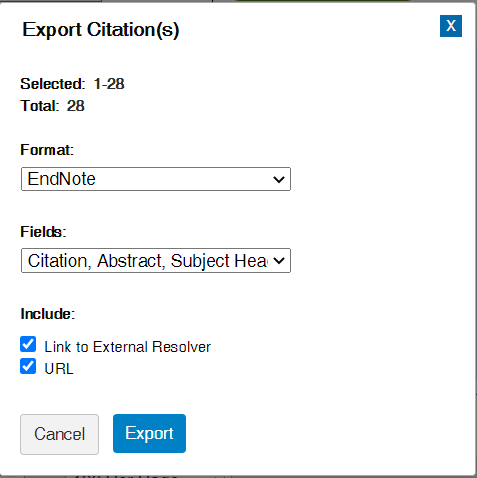 Export Citation(s)
X
Selected: 1-28
Total: 28
Format:
EndNote
Fields:
Citation, Abstract, Subject Hea
Include:
Link to External Resolver
URL
Cancel
Export